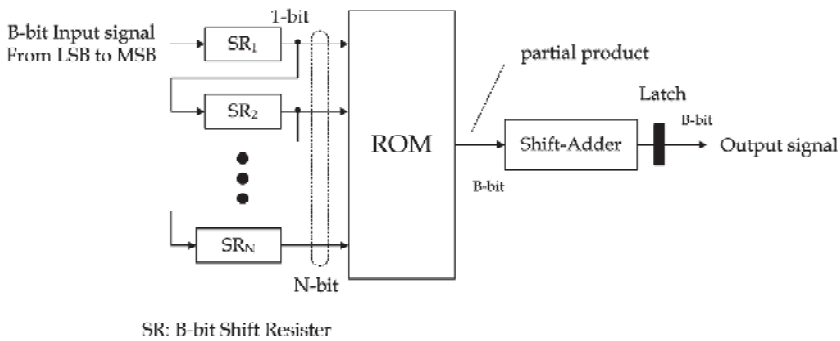 B-bit Input signal
From LSB to MSB
1-bit
SR1
SR2
SRN
N-bit
ROM
partial product
B-bit
Shift-Adder
Latch
B-bit
Output signal
SR: B-bit Shift Resister